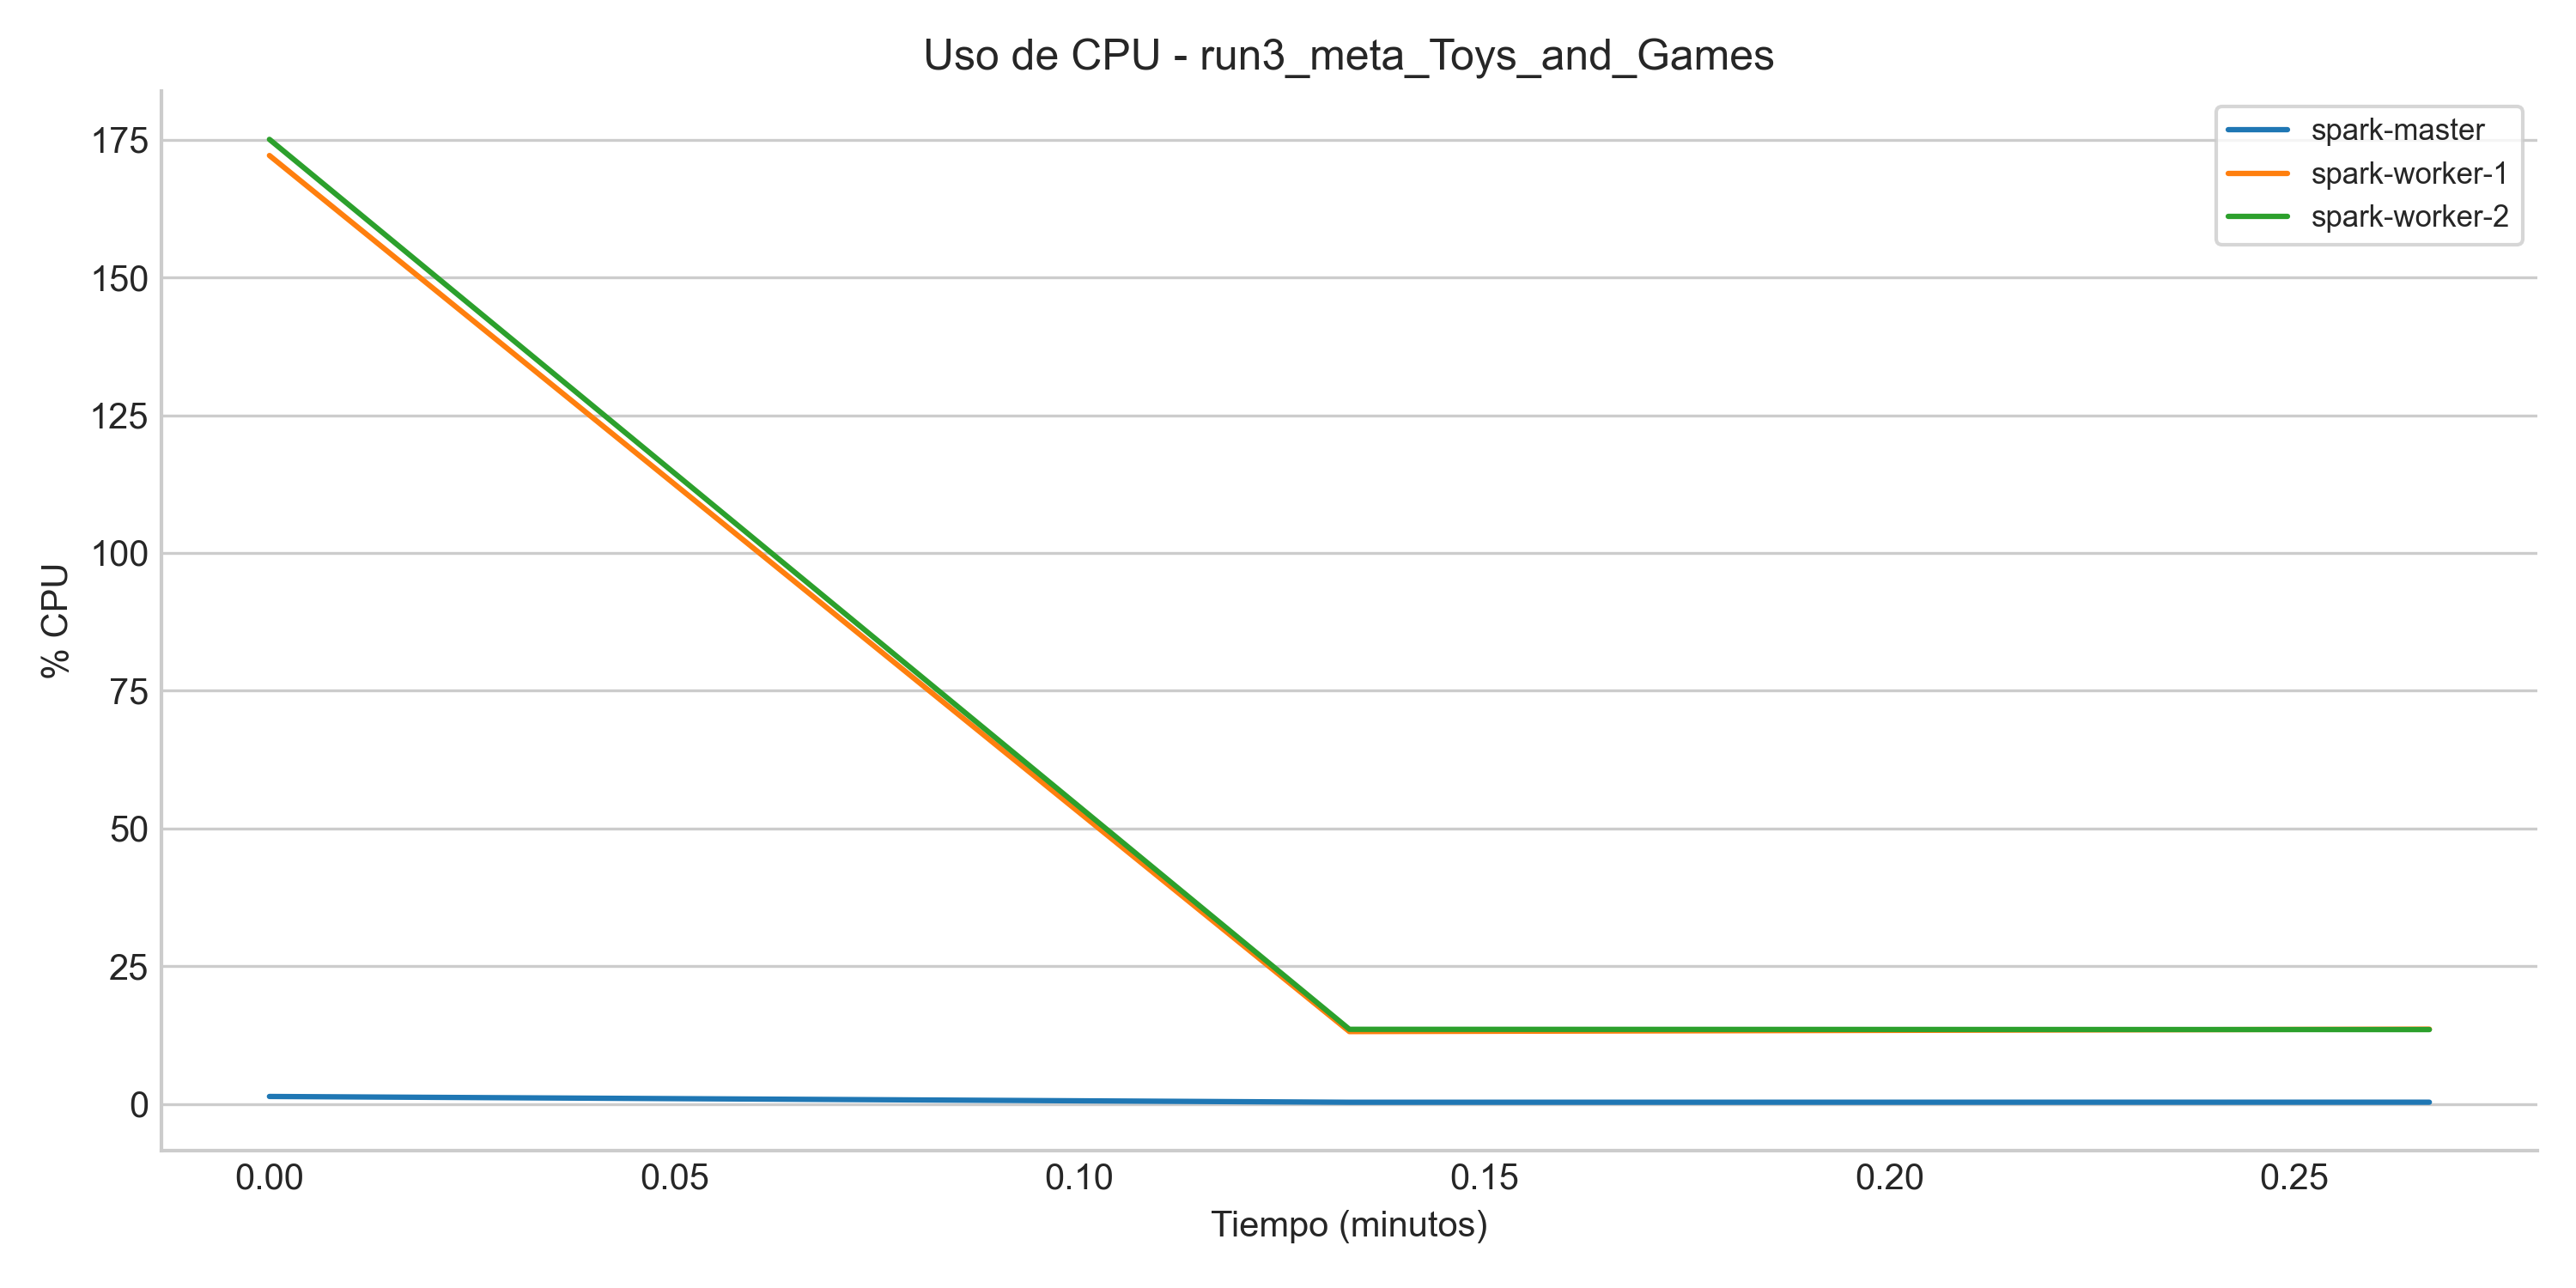 Uso de CPU - run3_meta_Toys_and_Games
spark-master
spark-worker-1
spark-worker-2
175
150
125
100
75
50
25
0
% CPU
0.00
0.05
0.10
0.15
0.20
0.25
Tiempo (minutos)